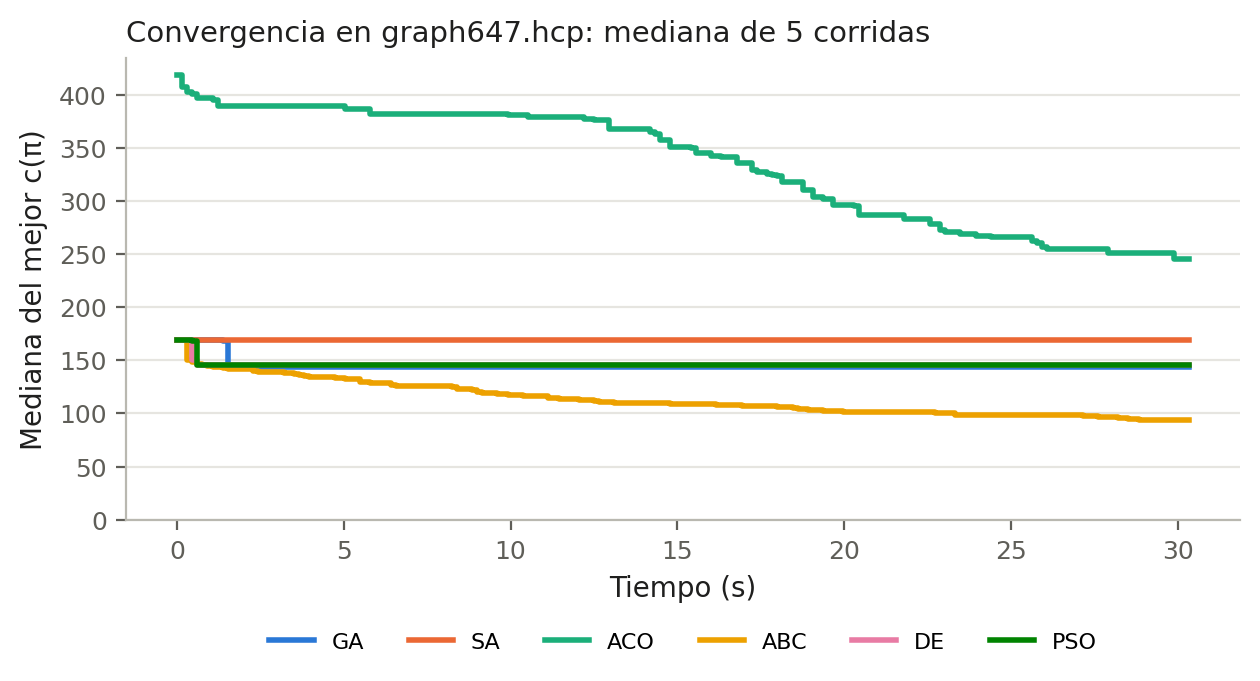 Convergencia en graph647.hcp: mediana de 5 corridas
Mediana del mejor c(π)
400
350
300
250
200
150
100
50
0
0 5 10 15 20 25 30
Tiempo (s)
GA SA ACO ABC DE PSO